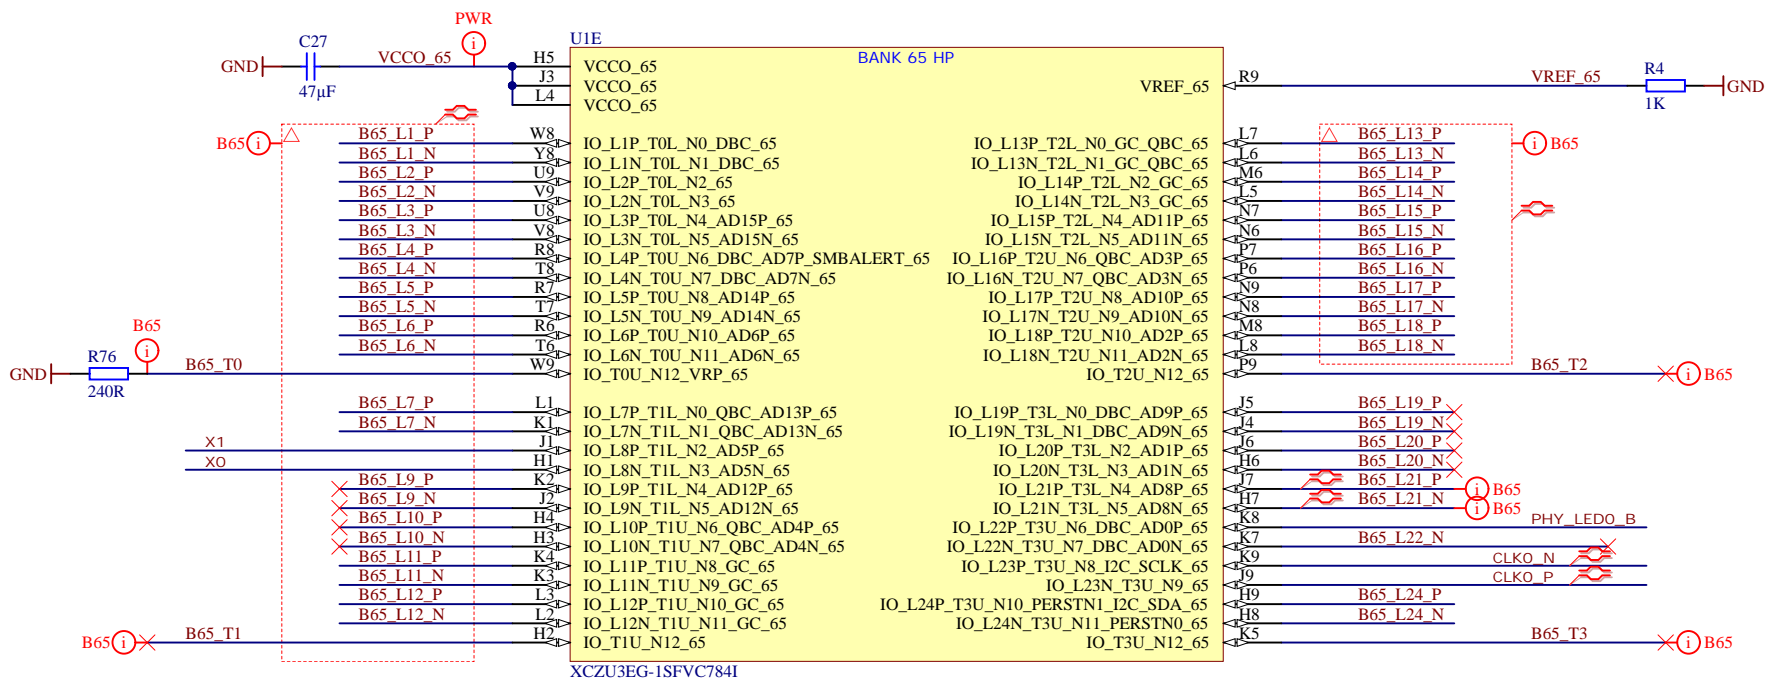 PWR
C27
GND
47µF
VCCO_65
U1E
BANK 65 HP
H5 VCCO_65
J3 VCCO_65
L4 VCCO_65
VREF_65 R9 VREF_65
R4
1K
GND
B65
B65_L1_P W8 IO_L1P_T0L_N0_DBC_65
B65_L1_N Y8 IO_L1N_T0L_N1_DBC_65
B65_L2_P U9 IO_L2P_T0L_N2_65
B65_L2_N V9 IO_L2N_T0L_N3_65
B65_L3_P U8 IO_L3P_T0L_N4_AD15P_65
B65_L3_N V8 IO_L3N_T0L_N5_AD15N_65
B65_L4_P R8 IO_L4P_T0U_N6_DBC_AD7P_SMBALERT_65
B65_L4_N T8 IO_L4N_T0U_N7_DBC_AD7N_65
B65_L5_P R7 IO_L5P_T0U_N8_AD14P_65
B65_L5_N T7 IO_L5N_T0U_N9_AD14N_65
B65_L6_P R6 IO_L6P_T0U_N10_AD6P_65
B65_L6_N T6 IO_L6N_T0U_N11_AD6N_65
B65
R76
GND
240R
B65_T0 W9 IO_T0U_N12_VRP_65
B65_L7_P L1 IO_L7P_T1L_N0_QBC_AD13P_65
B65_L7_N K1 IO_L7N_T1L_N1_QBC_AD13N_65
X1 J1 IO_L8P_T1L_N2_AD5P_65
X0 H1 IO_L8N_T1L_N3_AD5N_65
B65_L9_P K2 IO_L9P_T1L_N4_AD12P_65
B65_L9_N J2 IO_L9N_T1L_N5_AD12N_65
B65_L10_P H4 IO_L10P_T1U_N6_QBC_AD4P_65
B65_L10_N H3 IO_L10N_T1U_N7_QBC_AD4N_65
B65_L11_P K4 IO_L11P_T1U_N8_GC_65
B65_L11_N K3 IO_L11N_T1U_N9_GC_65
B65_L12_P L3 IO_L12P_T1U_N10_GC_65
B65_L12_N L2 IO_L12N_T1U_N11_GC_65
B65 B65_T1 H2 IO_T1U_N12_65
IO_L13P_T2L_N0_GC_QBC_65 L7 B65_L13_P B65
IO_L13N_T2L_N1_GC_QBC_65 L6 B65_L13_N
IO_L14P_T2L_N2_GC_65 M6 B65_L14_P
IO_L14N_T2L_N3_GC_65 L5 B65_L14_N
IO_L15P_T2L_N4_AD11P_65 N7 B65_L15_P
IO_L15N_T2L_N5_AD11N_65 N6 B65_L15_N
IO_L16P_T2U_N6_QBC_AD3P_65 P7 B65_L16_P
IO_L16N_T2U_N7_QBC_AD3N_65 P6 B65_L16_N
IO_L17P_T2U_N8_AD10P_65 N9 B65_L17_P
IO_L17N_T2U_N9_AD10N_65 N8 B65_L17_N
IO_L18P_T2U_N10_AD2P_65 M8 B65_L18_P
IO_L18N_T2U_N11_AD2N_65 L8 B65_L18_N
IO_T2U_N12_65 P9 B65_T2 B65
IO_L19P_T3L_N0_DBC_AD9P_65 J5 B65_L19_P
IO_L19N_T3L_N1_DBC_AD9N_65 J4 B65_L19_N
IO_L20P_T3L_N2_AD1P_65 J6 B65_L20_P
IO_L20N_T3L_N3_AD1N_65 H6 B65_L20_N
IO_L21P_T3L_N4_AD8P_65 J7 B65_L21_P B65
IO_L21N_T3L_N5_AD8N_65 H7 B65_L21_N B65
IO_L22P_T3U_N6_DBC_AD0P_65 K8 PHY_LED0_B
IO_L22N_T3U_N7_DBC_AD0N_65 K7 B65_L22_N
IO_L23P_T3U_N8_I2C_SCLK_65 K9 CLK0_N
IO_L23N_T3U_N9_65 J9 CLK0_P
IO_L24P_T3U_N10_PERSTN1_I2C_SDA_65 H9 B65_L24_P
IO_L24N_T3U_N11_PERSTN0_65 H8 B65_L24_N
IO_T3U_N12_65 K5 B65_T3 B65
XCZU3EG-1SFVC784I